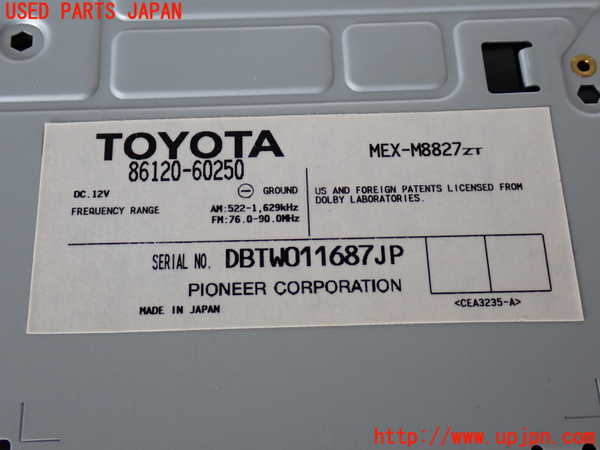 USED PARTS JAPAN
TOYOTA
86120-60250
MEX-M8827ZT
DC.12V
GROUND
FREQUENCY RANGE
AM:522-1,629kHz
FM:76.0-90.0MHz
US AND FOREIGN PATENTS LICENSED FROM
DOLBY LABORATORIES.
SERIAL NO. DBTW011687JP
PIONEER CORPORATION
MADE IN JAPAN
<CEA3235-A>
http://www.upjpn.com/